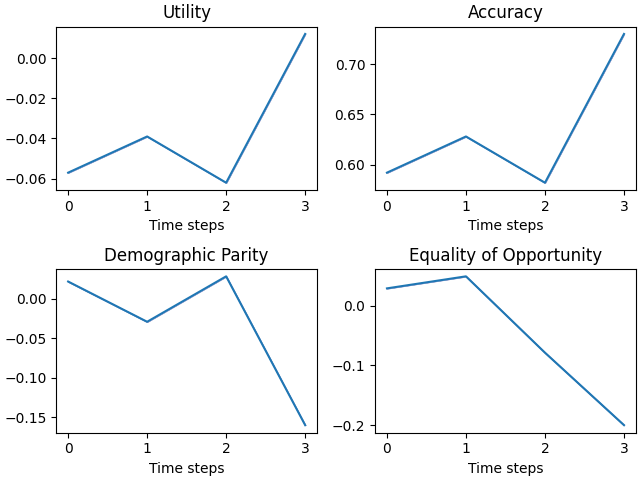 Utility
Accuracy
0.00
−0.02
−0.04
−0.06
0.70
0.65
0.60
0 1 2 3
0 1 2 3
Time steps
Time steps
Demographic Parity
Equality of Opportunity
0.00
−0.05
−0.10
−0.15
0.0
−0.1
−0.2
0 1 2 3
0 1 2 3
Time steps
Time steps